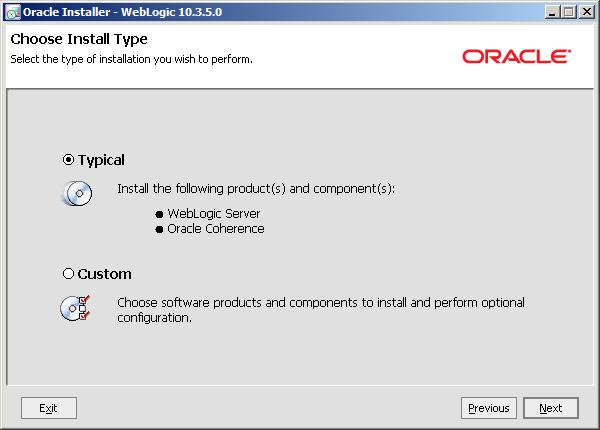 Oracle Installer - WebLogic 10.3.5.0
Choose Install Type
Select the type of installation you wish to perform.
ORACLE
Typical
Install the following product(s) and component(s):
WebLogic Server
Oracle Coherence
Custom
Choose software products and components to install and perform optional
configuration.
Exit
Previous
Next